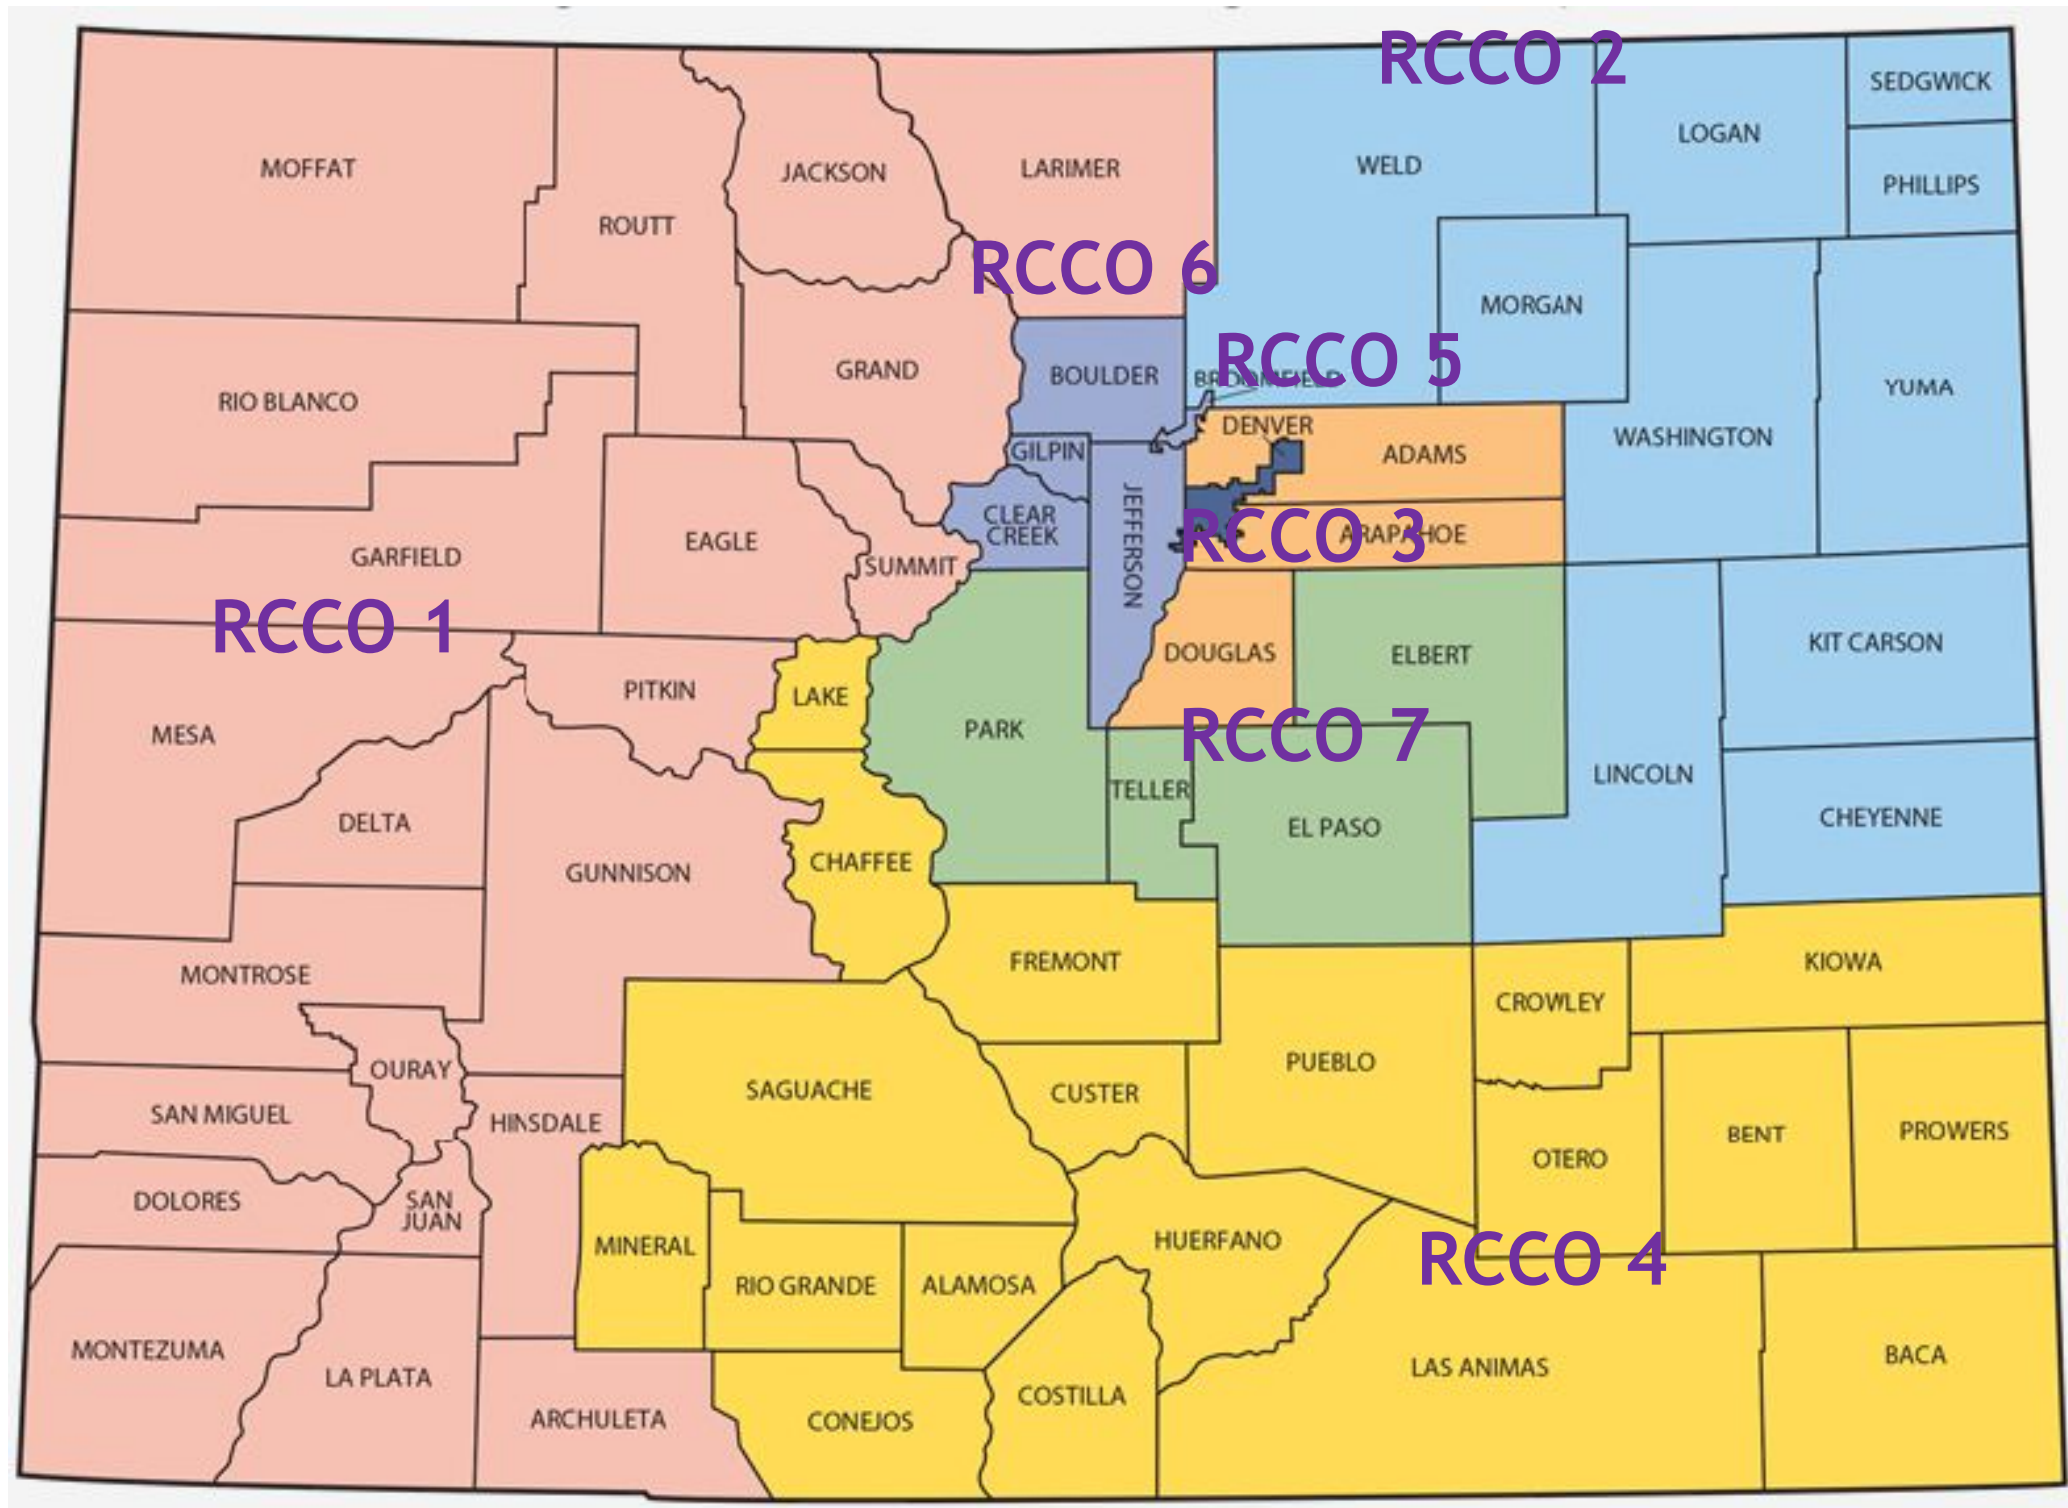 RCCO 2
SEDGWICK
LOGAN
WELD
MOFFAT
JACKSON
LARIMER
PHILLIPS
ROUTT
RCCO 6
MORGAN
RCCO 5
GRAND
BOULDER
BROOMFIELD
YUMA
RIO BLANCO
DENVER
WASHINGTON
GILPIN
ADAMS
JEFFERSON
CLEAR
CREEK
RCCO 3
ARAPAHOE
EAGLE
GARFIELD
SUMMIT
RCCO 1
KIT CARSON
DOUGLAS
ELBERT
PITKIN
LAKE
PARK
MESA
RCCO 7
LINCOLN
TELLER
DELTA
EL PASO
CHEYENNE
CHAFFEE
GUNNISON
FREMONT
KIOWA
MONTROSE
CROWLEY
PUEBLO
OURAY
SAGUACHE
CUSTER
SAN MIGUEL
HINSDALE
BENT
PROWERS
OTERO
DOLORES
SAN
JUAN
MINERAL
HUERFANO
RCCO 4
RIO GRANDE
ALAMOSA
MONTEZUMA
BACA
LAS ANIMAS
LA PLATA
COSTILLA
ARCHULETA
CONEJOS